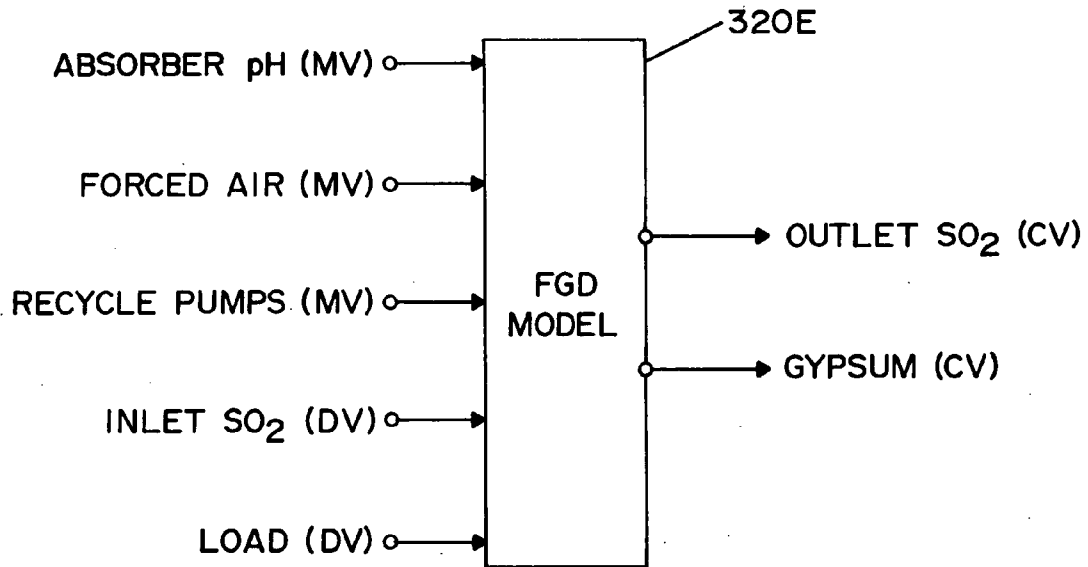 320E
ABSORBER pH (MV)
FORCED AIR (MV)
RECYCLE PUMPS (MV)
INLET SO2 (DV)
LOAD (DV)
FGD
MODEL
OUTLET SO2 (CV)
GYPSUM (CV)